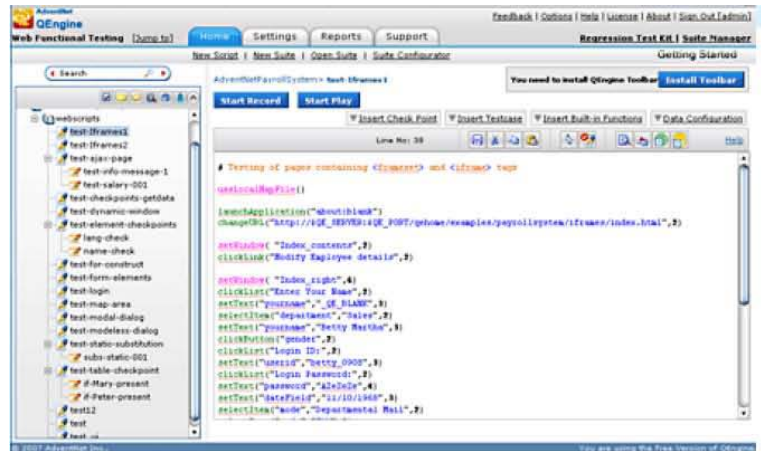 AdventNet
QEngine
Web Functional Testing [Jump to]
Home Settings Reports Support
Feedback | Options | Help | License | About | Sign Out [admin]
Regression Test Kit | Suite Manager
New Script | New Suite | Open Suite | Suite Configurator
Getting Started
Search
AdventNetPayrollSystem > test-Iframes1
You need to install QEngine Toolbar Install Toolbar
Start Record Start Play
Insert Check Point Insert Testcase Insert Built-in Functions Data Configuration
Line No: 38
Help
webscripts
test-Iframes1
test-Iframes2
test-ajax-page
test-info-message-1
test-salary-001
test-checkpoints-getdata
test-dynamic-window
test-element-checkpoints
lang-check
name-check
test-for-construct
test-form-elements
test-login
test-map-area
test-modal-dialog
test-modeless-dialog
test-static-substitution
subs-static-001
test-table-checkpoint
if-Mary-present
if-Peter-present
test12
test
test_ui
# Testing of pages containing <frameset> and <iframe> tags
useLocalMapFile()
launchApplication("about:blank")
changeURL("http://$QE_SERVER:$QE_PORT/qehome/examples/payrollsystem/iframes/index.html",2)
setWindow( "Index_contents",2)
clickLink("Modify Employee details",2)
setWindow( "Index_right",4)
clickList("Enter Your Name",2)
setText("yourname","_QE_BLANK",3)
selectItem("department","Sales",2)
setText("yourname","Betty Martha",3)
clickButton("gender",2)
clickList("Login ID:",2)
setText("userid","betty_0908",3)
clickList("Login Password:",2)
setText("dateField","11/10/1968",3)
selectItem("mode","Departmental Mail",2)
© 2007 AdventNet Inc.,
You are using the Free Version of QEngine